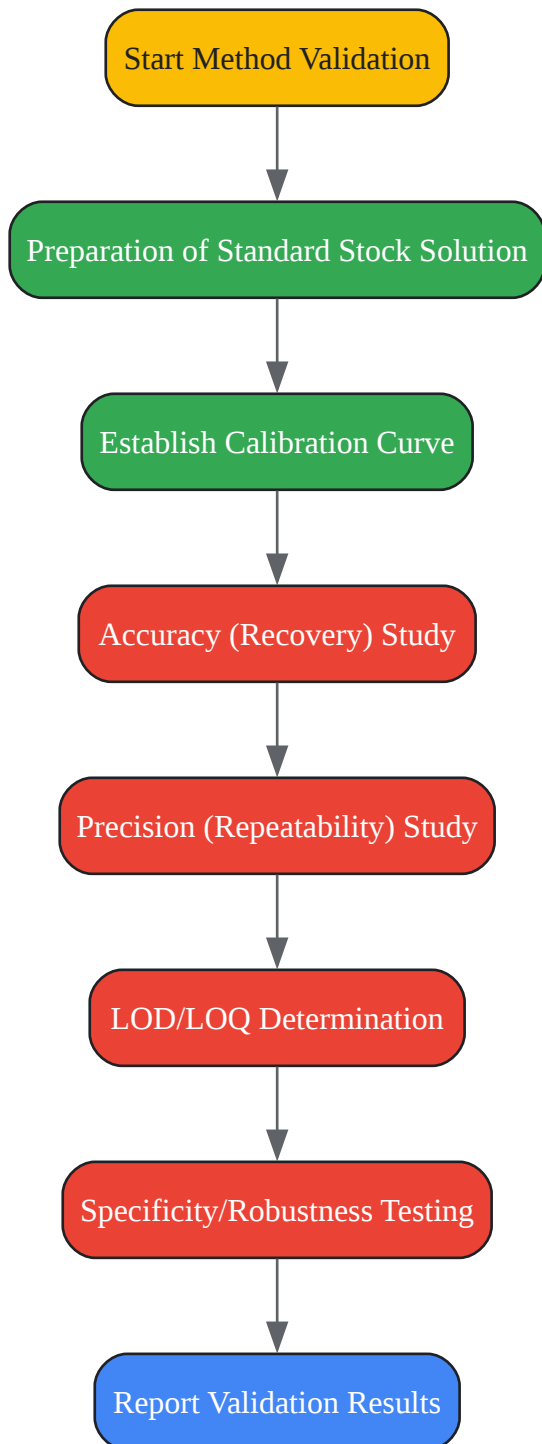 Start Method Validation
Preparation of Standard Stock Solution
Establish Calibration Curve
Accuracy (Recovery) Study
Precision (Repeatability) Study
LOD/LOQ Determination
Specificity/Robustness Testing
Report Validation Results